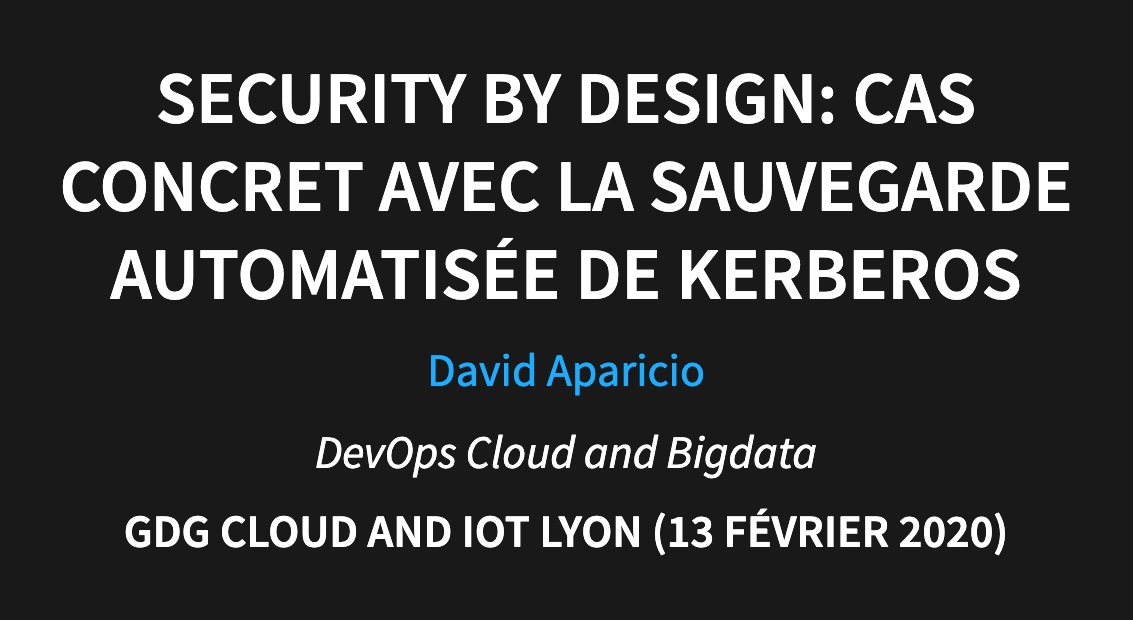 SECURITY BY DESIGN: CAS
CONCRET AVEC LA SAUVEGARDE
AUTOMATISÉE DE KERBEROS
David Aparicio
DevOps Cloud and Bigdata
GDG CLOUD AND IOT LYON (13 FÉVRIER 2020)